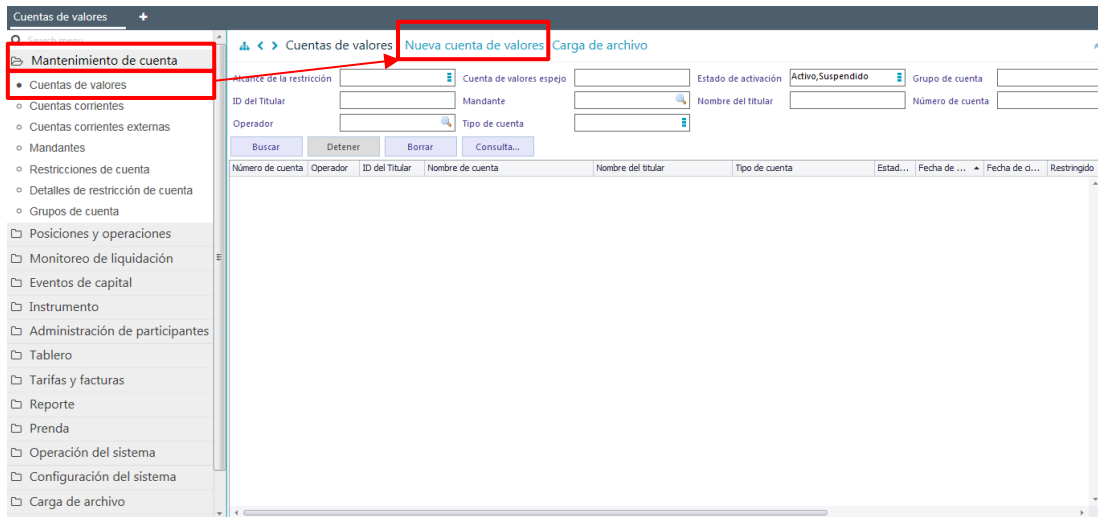 Cuentas de valores +
Search menu
Mantenimiento de cuenta
Cuentas de valores
Cuentas corrientes
Cuentas corrientes externas
Mandantes
Restricciones de cuenta
Detalles de restricción de cuenta
Grupos de cuenta
Posiciones y operaciones
Monitoreo de liquidación
Eventos de capital
Instrumento
Administración de participantes
Tablero
Tarifas y facturas
Reporte
Prenda
Operación del sistema
Configuración del sistema
Carga de archivo
Cuentas de valores Nueva cuenta de valores Carga de archivo
Alcance de la restricción Cuenta de valores espejo Estado de activación Activo,Suspendido Grupo de cuenta
ID del Titular Mandante Nombre del titular Número de cuenta
Operador Tipo de cuenta
Buscar Detener Borrar Consulta...
Número de cuenta Operador ID del Titular Nombre de cuenta Nombre del titular Tipo de cuenta Estad... Fecha de ... Fecha de ci... Restringido